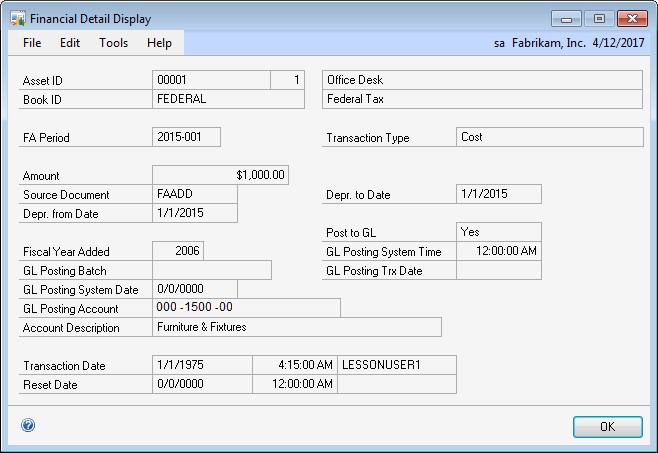 Financial Detail Display
File Edit Tools Help sa Fabrikam, Inc. 4/12/2017
Asset ID 00001 1 Office Desk
Book ID FEDERAL Federal Tax
FA Period 2015-001 Transaction Type Cost
Amount $1,000.00
Source Document FAADD Depr. to Date 1/1/2015
Depr. from Date 1/1/2015
Post to GL Yes
Fiscal Year Added 2006 GL Posting System Time 12:00:00 AM
GL Posting Batch GL Posting Trx Date
GL Posting System Date 0/0/0000
GL Posting Account 000 -1500 -00
Account Description Furniture & Fixtures
Transaction Date 1/1/1975 4:15:00 AM LESSONUSER1
Reset Date 0/0/0000 12:00:00 AM
OK